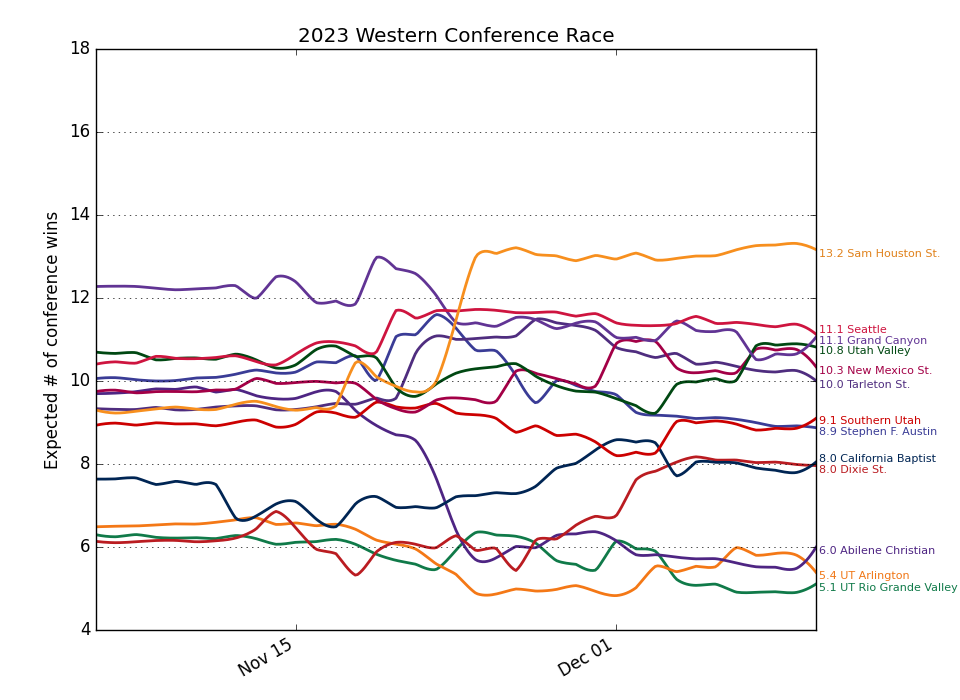 2023 Western Conference Race
Expected # of conference wins
18
16
14
12
10
8
6
4
Nov 15
Dec 01
13.2 Sam Houston St.
11.1 Seattle
11.1 Grand Canyon
10.8 Utah Valley
10.3 New Mexico St.
10.0 Tarleton St.
9.1 Southern Utah
8.9 Stephen F. Austin
8.0 California Baptist
8.0 Dixie St.
6.0 Abilene Christian
5.4 UT Arlington
5.1 UT Rio Grande Valley